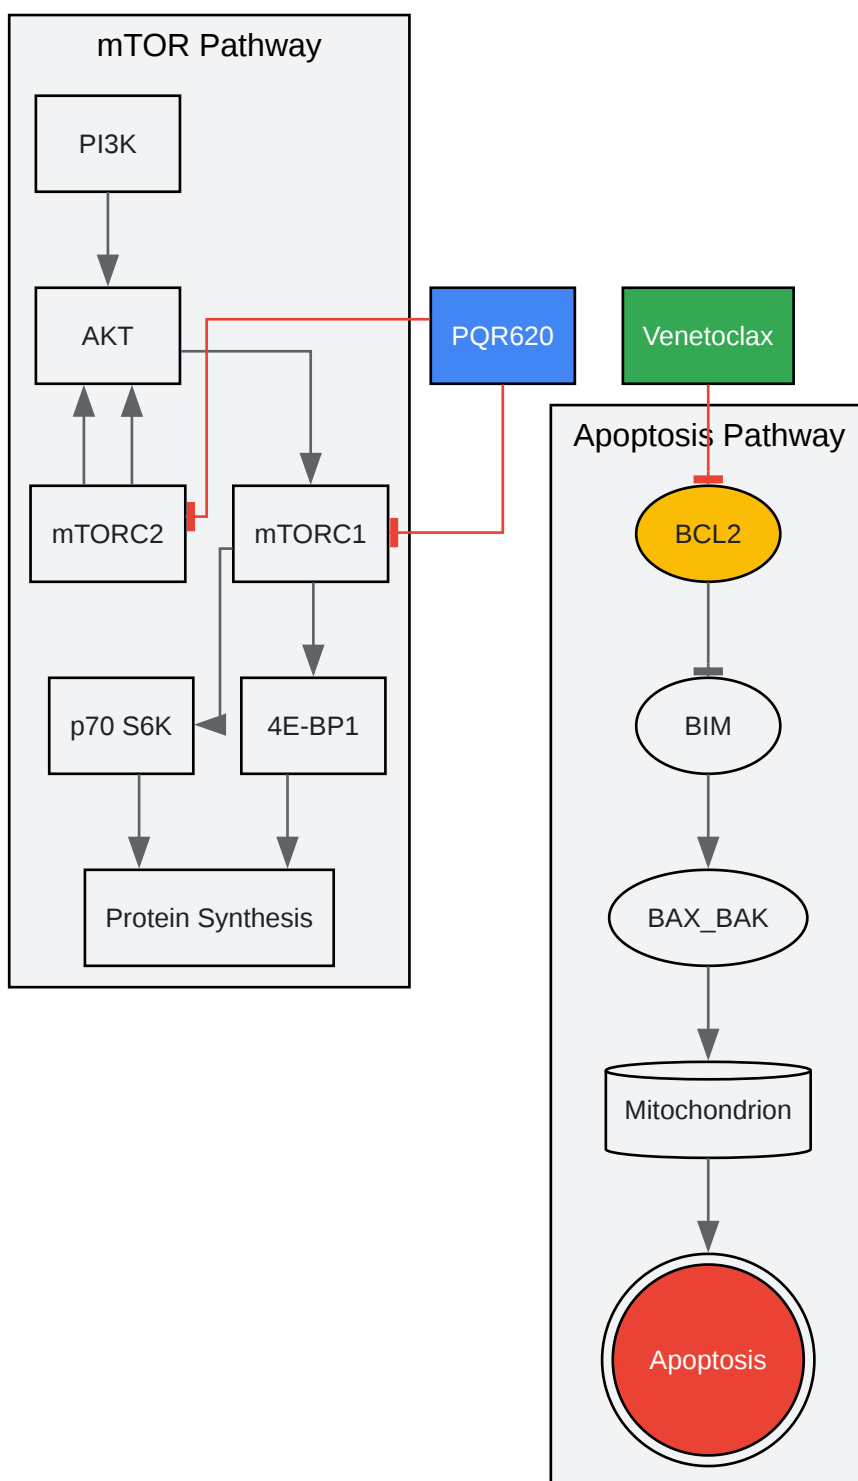 mTOR Pathway
PI3K
AKT
PQR620
Venetoclax
Apoptosis Pathway
mTORC2
mTORC1
BCL2
p70 S6K
4E-BP1
BIM
Protein Synthesis
BAX_BAK
Mitochondrion
Apoptosis